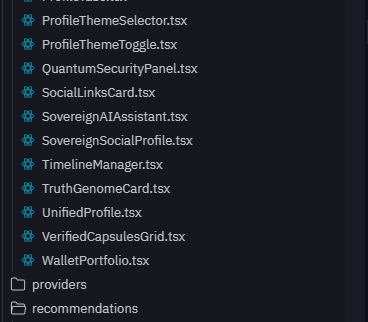 ProfileThemeSelector.tsx
ProfileThemeToggle.tsx
QuantumSecurityPanel.tsx
SocialLinksCard.tsx
SovereignAIAssistant.tsx
SovereignSocialProfile.tsx
TimelineManager.tsx
TruthGenomeCard.tsx
UnifiedProfile.tsx
VerifiedCapsulesGrid.tsx
WalletPortfolio.tsx
providers
recommendations